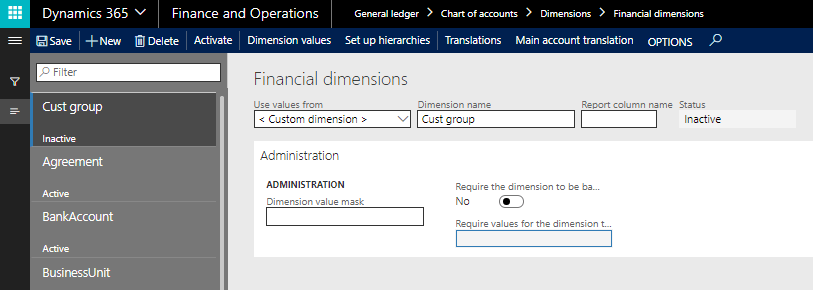 Dynamics 365 Finance and Operations General ledger Chart of accounts Dimensions Financial dimensions
Save New Delete Activate Dimension values Set up hierarchies Translations Main account translation OPTIONS
Filter
Cust group
Inactive
Agreement
Active
BankAccount
Active
BusinessUnit
Financial dimensions
Use values from Dimension name Report column name Status
< Custom dimension > Cust group Inactive
Administration
ADMINISTRATION
Dimension value mask
Require the dimension to be ba...
No
Require values for the dimension t...